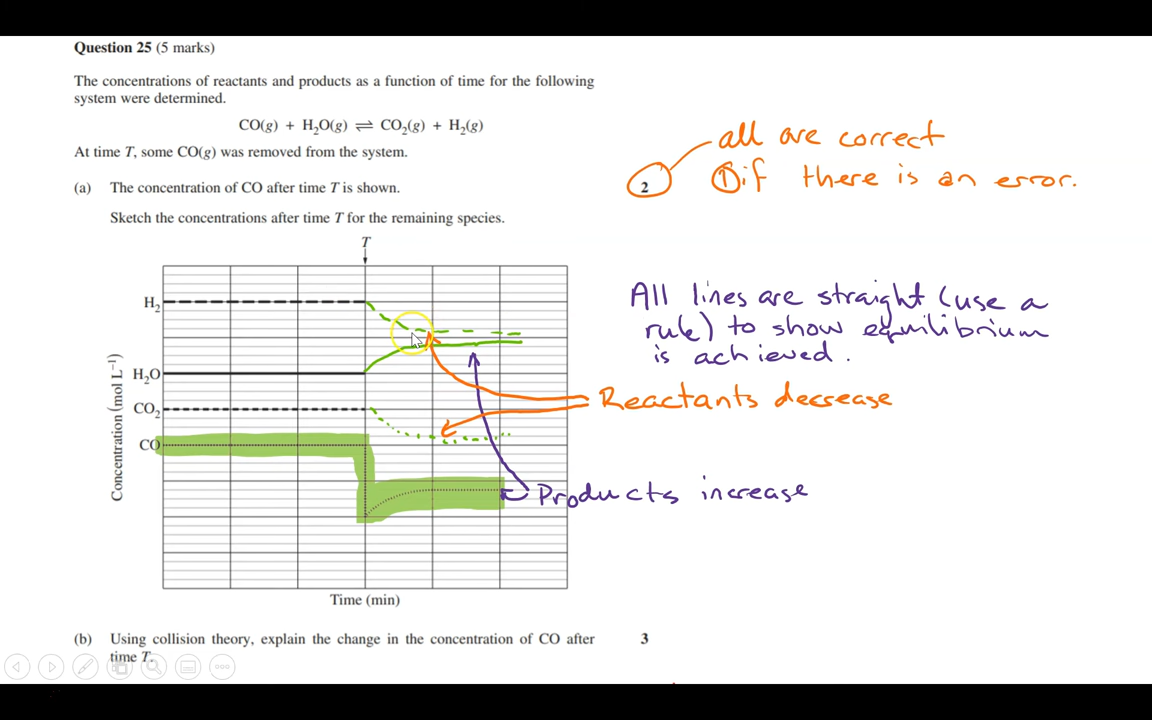 Question 25 (5 marks)
The concentrations of reactants and products as a function of time for the following
system were determined.
CO(g) + H₂O(g) ⇌ CO₂(g) + H₂(g)
At time T, some CO(g) was removed from the system.
(a) The concentration of CO after time T is shown.
2
Sketch the concentrations after time T for the remaining species.
all are correct
① if there is an error.
T
H₂
H₂O
CO₂
CO
Concentration (mol L⁻¹)
Time (min)
All lines are straight (use a
rule) to show equilibrium
is achieved.
Reactants decrease
Products increase
(b) Using collision theory, explain the change in the concentration of CO after
time T.
3